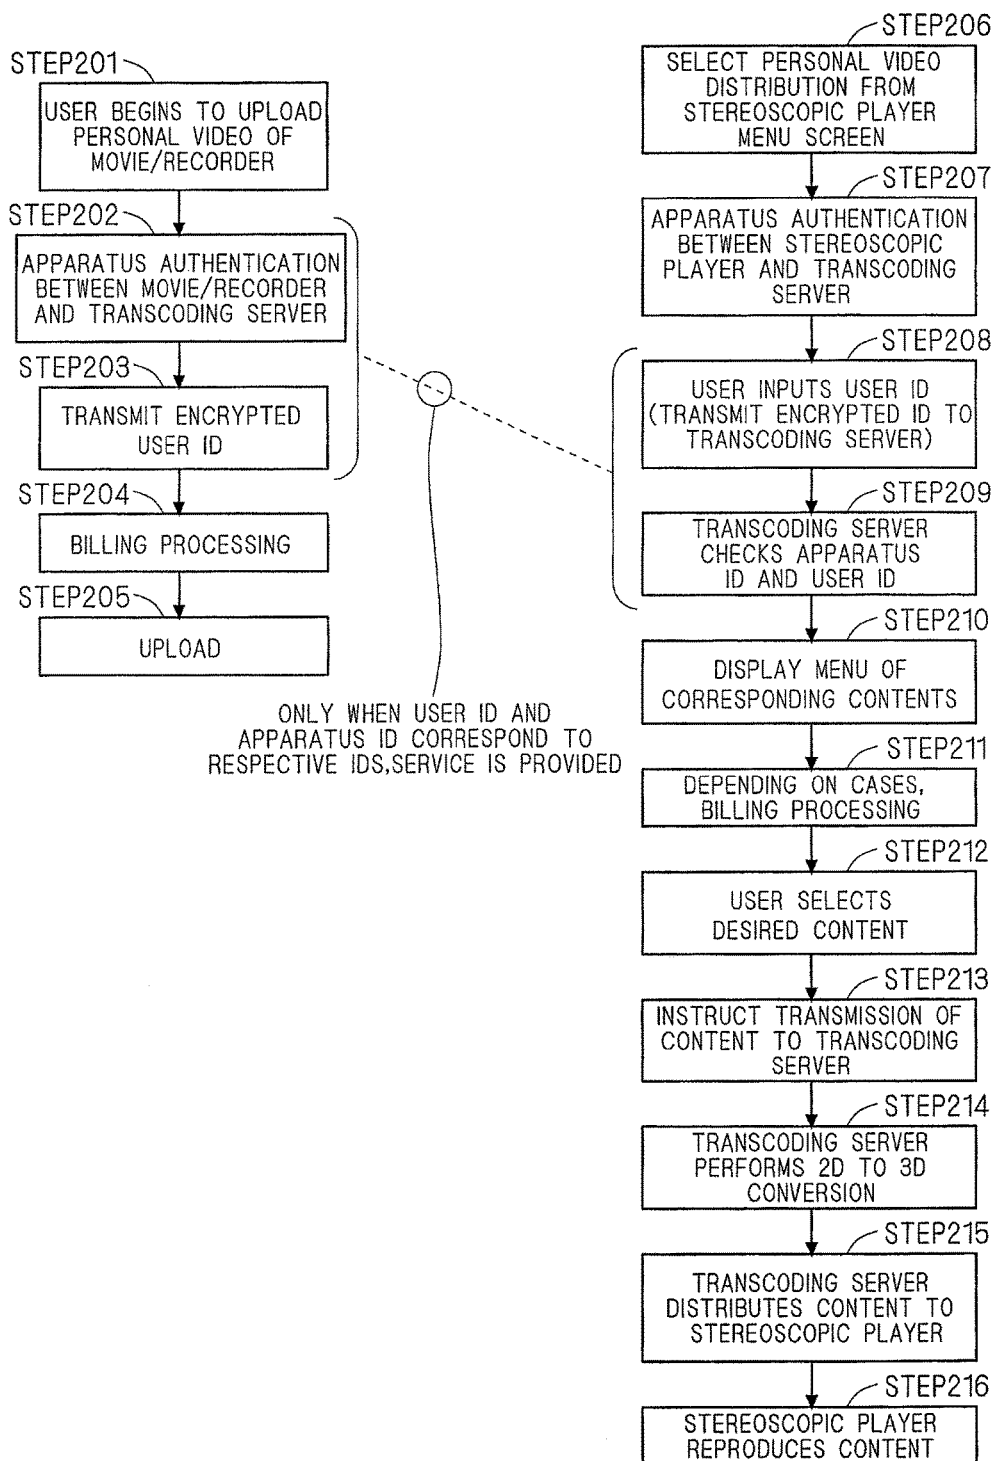 STEP201
USER BEGINS TO UPLOAD
PERSONAL VIDEO OF
MOVIE/RECORDER
STEP202
APPARATUS AUTHENTICATION
BETWEEN MOVIE/RECORDER
AND TRANSCODING SERVER
STEP203
TRANSMIT ENCRYPTED
USER ID
STEP204
BILLING PROCESSING
STEP205
UPLOAD
ONLY WHEN USER ID AND
APPARATUS ID CORRESPOND TO
RESPECTIVE IDS,SERVICE IS PROVIDED
STEP206
SELECT PERSONAL VIDEO
DISTRIBUTION FROM
STEREOSCOPIC PLAYER
MENU SCREEN
STEP207
APPARATUS AUTHENTICATION
BETWEEN STEREOSCOPIC
PLAYER AND TRANSCODING
SERVER
STEP208
USER INPUTS USER ID
(TRANSMIT ENCRYPTED ID TO
TRANSCODING SERVER)
STEP209
TRANSCODING SERVER
CHECKS APPARATUS
ID AND USER ID
STEP210
DISPLAY MENU OF
CORRESPONDING CONTENTS
STEP211
DEPENDING ON CASES,
BILLING PROCESSING
STEP212
USER SELECTS
DESIRED CONTENT
STEP213
INSTRUCT TRANSMISSION OF
CONTENT TO TRANSCODING
SERVER
STEP214
TRANSCODING SERVER
PERFORMS 2D TO 3D
CONVERSION
STEP215
TRANSCODING SERVER
DISTRIBUTES CONTENT TO
STEREOSCOPIC PLAYER
STEP216
STEREOSCOPIC PLAYER
REPRODUCES CONTENT